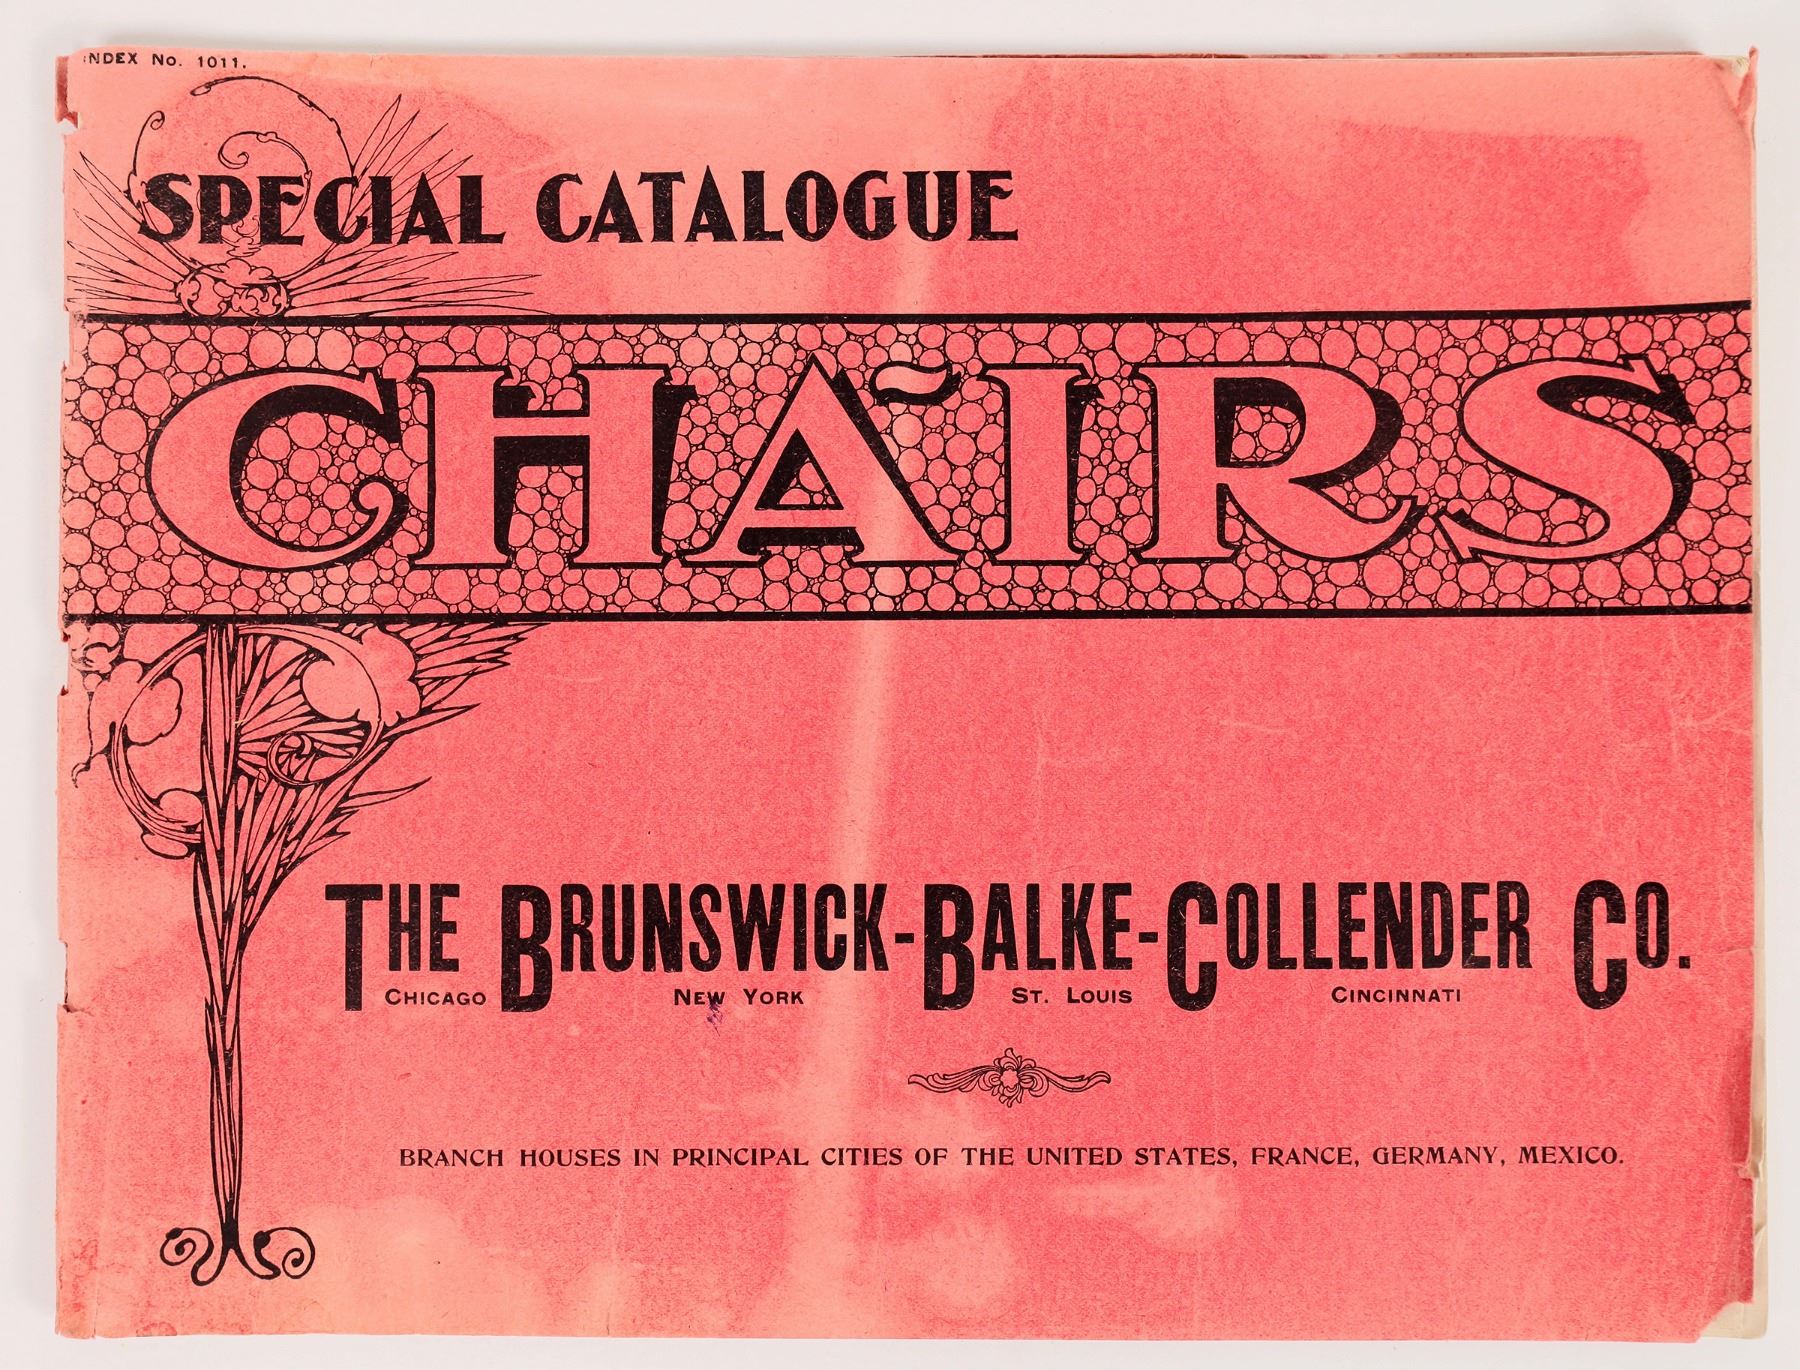 INDEX No. 1011.
SPECIAL CATALOGUE
CHAIRS
THE BRUNSWICK-BALKE-COLLENDER CO.
CHICAGO NEW YORK ST. LOUIS CINCINNATI
BRANCH HOUSES IN PRINCIPAL CITIES OF THE UNITED STATES, FRANCE, GERMANY, MEXICO.